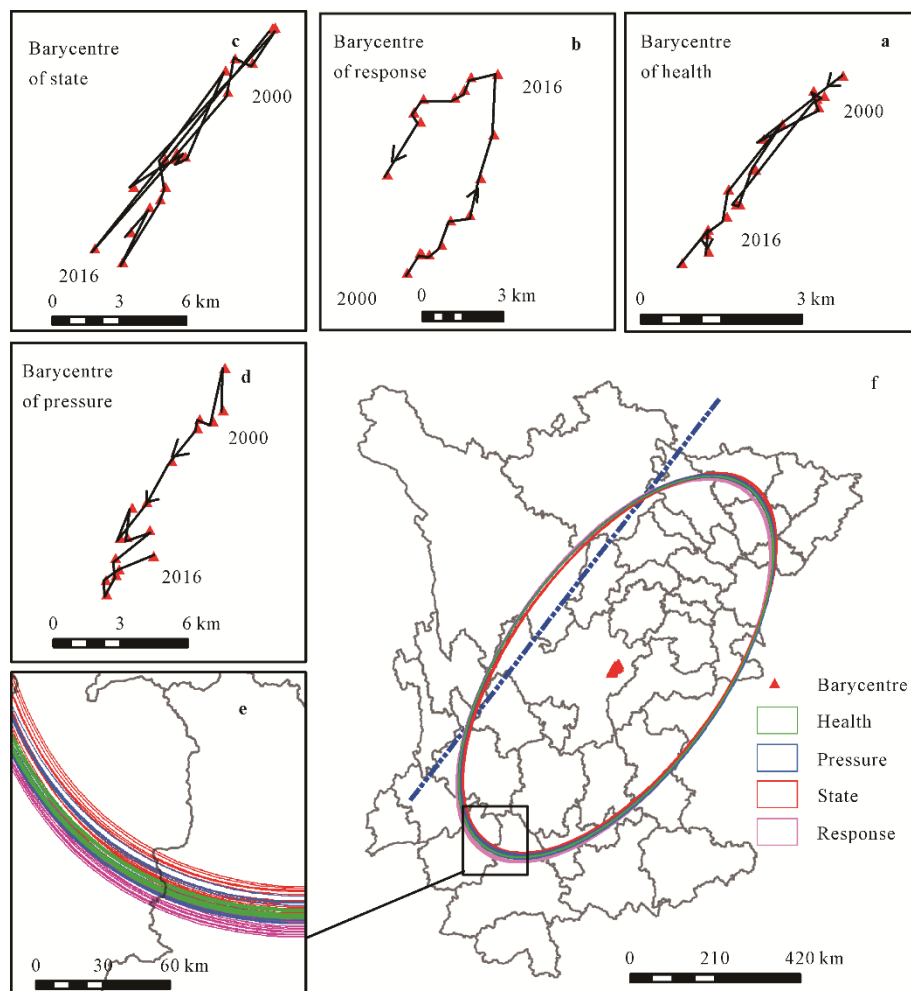 Barycentre
of state
c
2000
2016
0 3 6 km
Barycentre
of response
b
2016
2000
0 3 km
Barycentre
of health
a
2000
2016
0 3 km
Barycentre
of pressure
d
2000
2016
0 3 6 km
e
0 30 60 km
f
Barycentre
Health
Pressure
State
Response
0 210 420 km